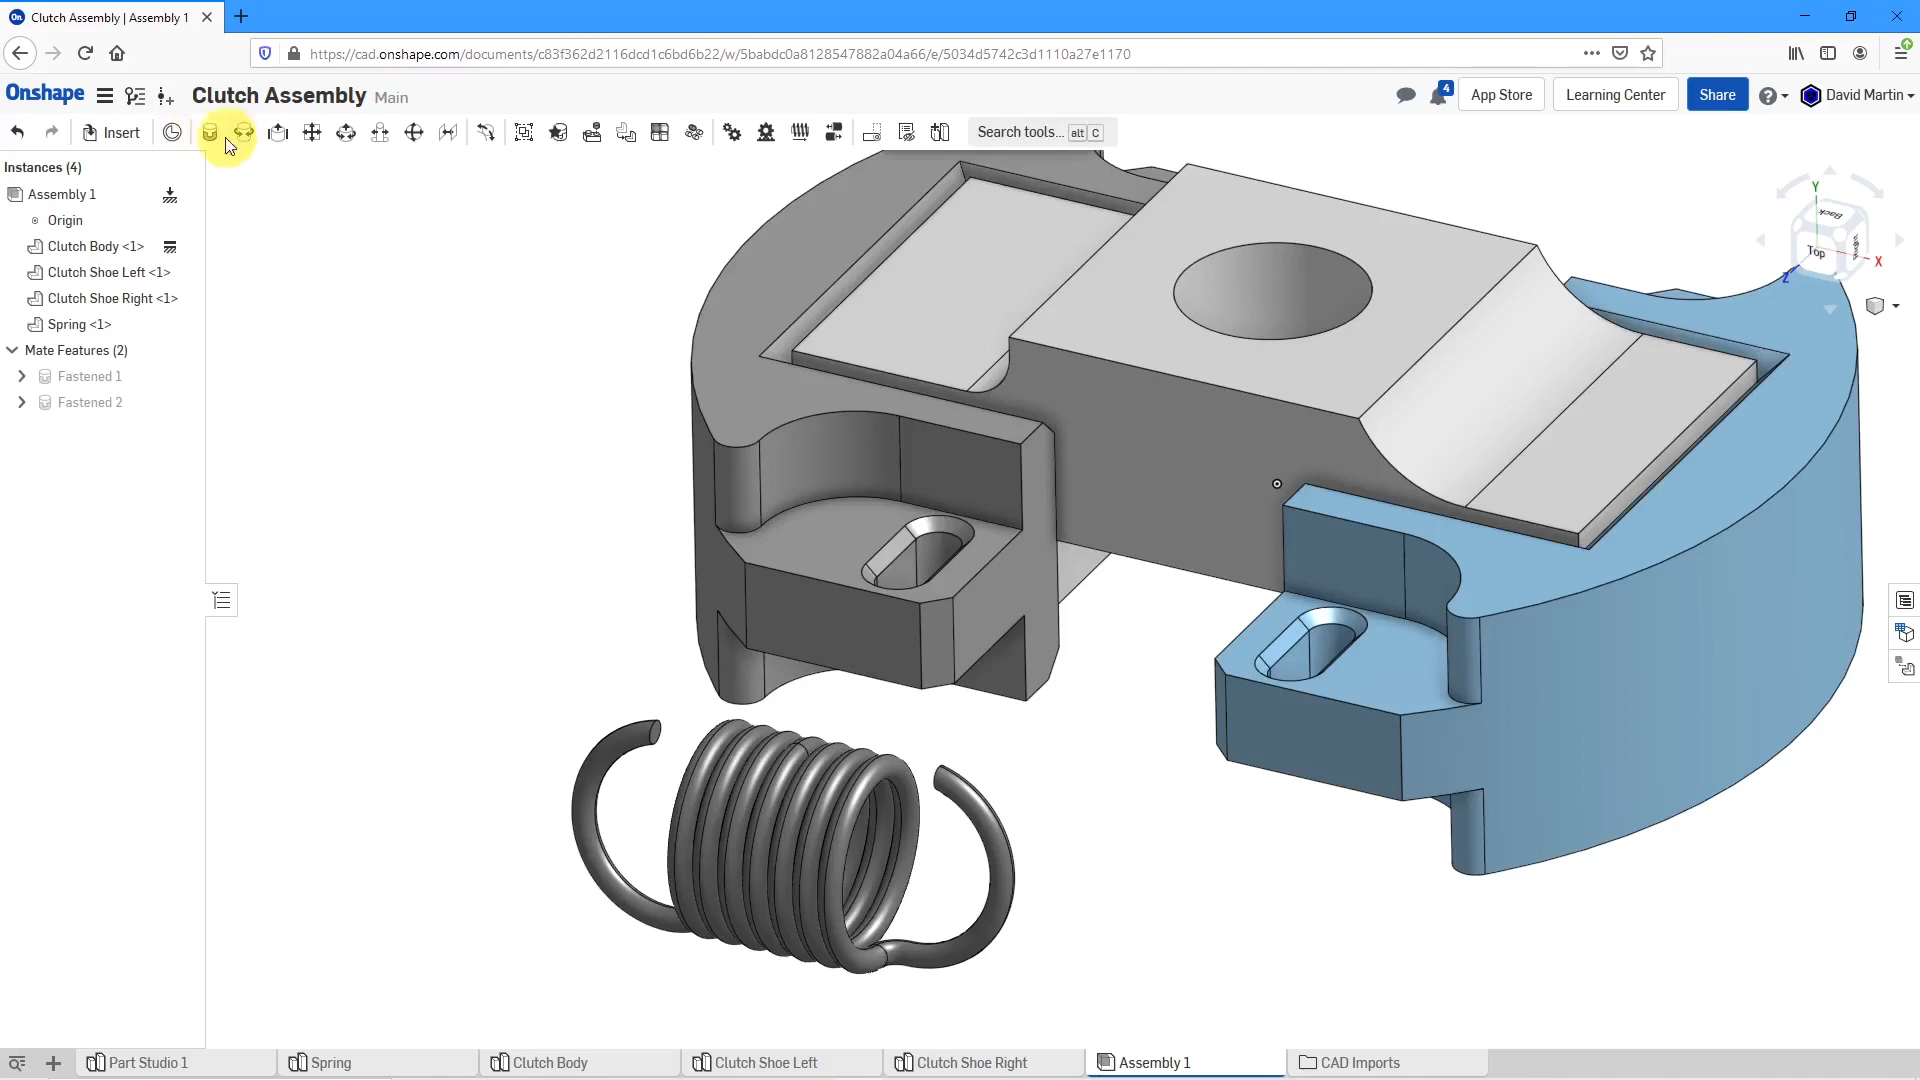 Clutch Assembly | Assembly 1
https://cad.onshape.com/documents/c83f362d2116dcd1c6bd6b22/w/5babdc0a8128547882a04a66/e/5034d5742c3d1110a27e1170
Onshape
Clutch Assembly Main
4
App Store
Learning Center
Share
David Martin
Insert
Search tools... alt C
Instances (4)
Assembly 1
Origin
Clutch Body <1>
Clutch Shoe Left <1>
Clutch Shoe Right <1>
Spring <1>
Mate Features (2)
Fastened 1
Fastened 2
Y
Back
Top
X
Z
Part Studio 1
Spring
Clutch Body
Clutch Shoe Left
Clutch Shoe Right
Assembly 1
CAD Imports